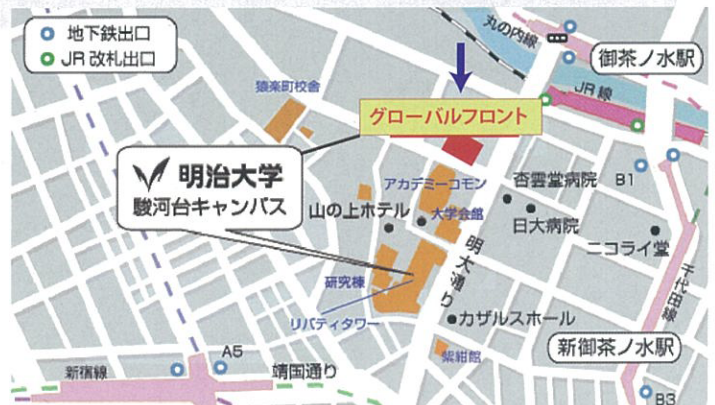 地下鉄出口
JR 改札出口
丸の内線
御茶ノ水駅
JR 線
猿楽町校舎
グローバルフロント
明治大学
駿河台キャンパス
アカデミーコモン
杏雲堂病院
B1
山の上ホテル
大学会館
日大病院
ニコライ堂
明大通り
千代田線
研究棟
リバティタワー
カザルスホール
紫紺館
新御茶ノ水駅
A5
新宿線
靖国通り
B3